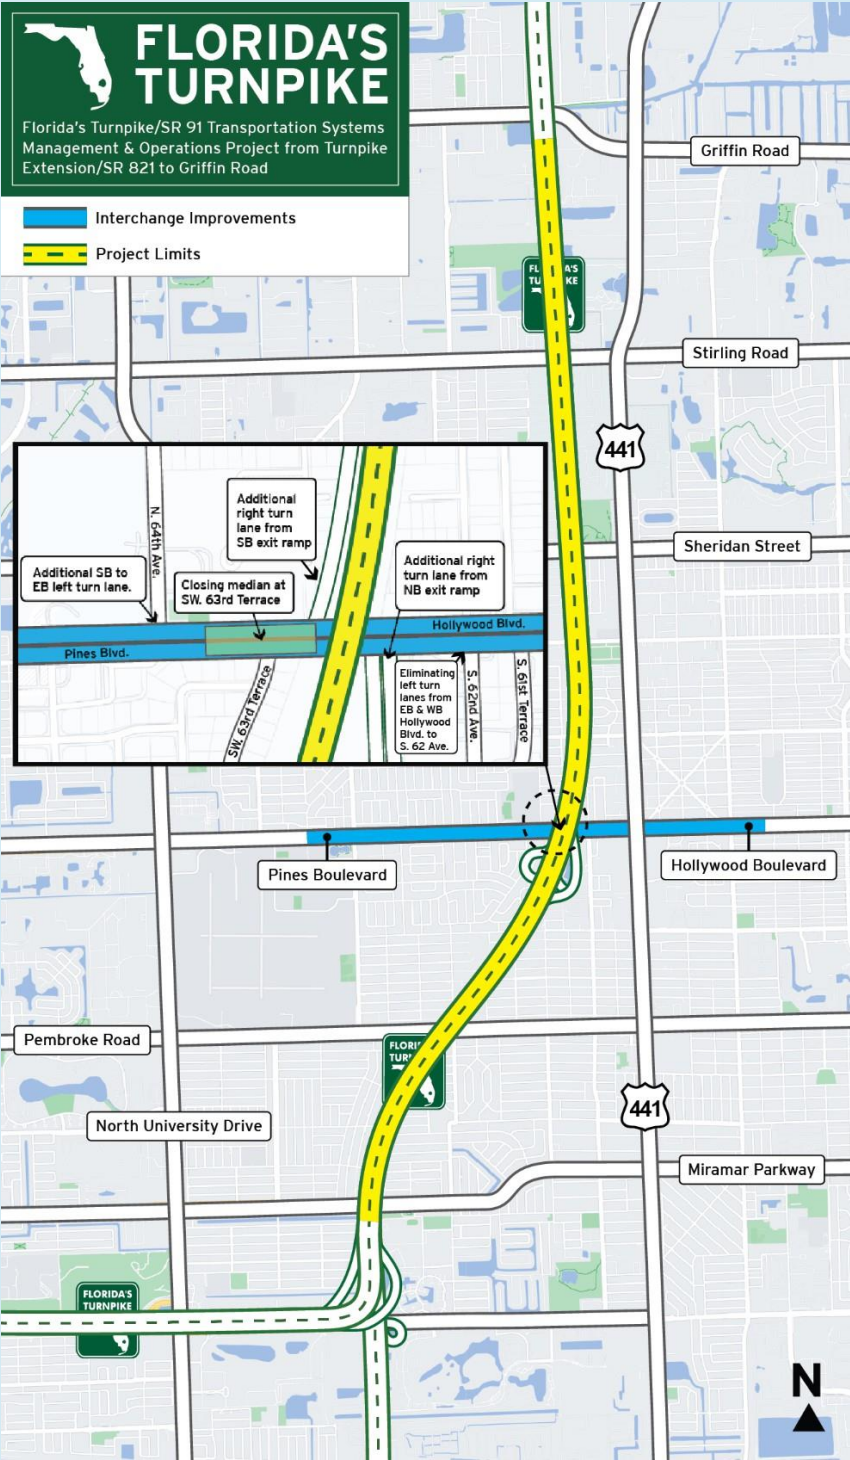 FLORIDA'S
TURNPIKE
Florida's Turnpike/SR 91 Transportation Systems
Management & Operations Project from Turnpike
Extension/SR 821 to Griffin Road
Interchange Improvements
Project Limits
Griffin Road
FLORIDA'S
TURNPIKE
Stirling Road
441
Sheridan Street
N. 64th Ave.
Additional
right turn
lane from
SB exit ramp
Additional SB to
EB left turn lane.
Closing median at
SW. 63rd Terrace
Additional right
turn lane from
NB exit ramp
Hollywood Blvd.
Pines Blvd.
SW. 63rd Terrace
Eliminating
left turn
lanes from
EB & WB
Hollywood
Blvd. to
S. 62 Ave.
S. 62nd Ave.
S. 61st Terrace
Pines Boulevard
Hollywood Boulevard
Pembroke Road
FLORI
TUR
North University Drive
441
Miramar Parkway
FLORIDA'S
TURNPIKE
N